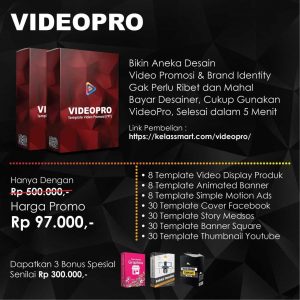 VIDEOPRO
Bikin Aneka Desain
Video Promosi & Brand Identity
Gak Perlu Ribet dan Mahal
Bayar Desainer, Cukup Gunakan
VideoPro, Selesai dalam 5 Menit
Link Pembelian :
https://kelassmart.com/videopro/
VIDEOPRO
Template Video Promosi (PPT)
Hanya Dengan
Rp 500.000,-
Harga Promo
Rp 97.000,-
• 8 Template Video Display Produk
• 8 Template Animated Banner
• 8 Template Simple Motion Ads
• 30 Template Cover Facebook
• 30 Template Story Medsos
• 30 Template Banner Square
• 30 Template Thumbnail Youtube
Dapatkan 3 Bonus Spesial
Senilai Rp 300.000,-